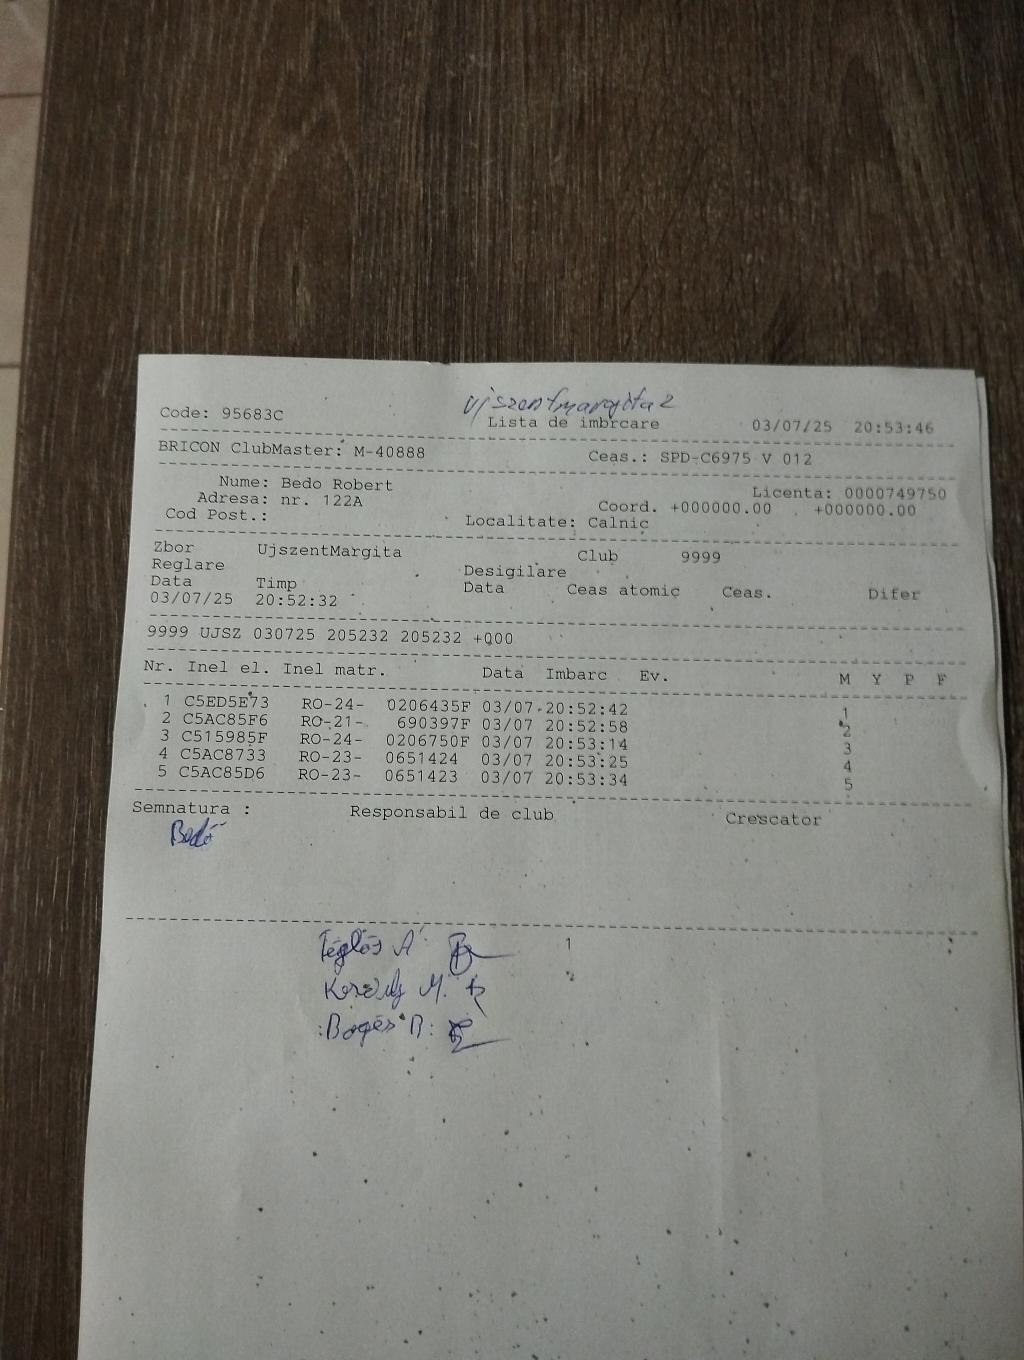 Ujszentmargita 2
Code: 95683C Lista de imbrcare 03/07/25 20:53:46
BRICON ClubMaster: M-40888 Ceas.: SPD-C6975 V 012
Nume: Bedo Robert Licenta: 0000749750
Adresa: nr. 122A Coord. +000000.00 +000000.00
Cod Post.: Localitate: Calnic
Zbor UjszentMargita Club 9999
Reglare Desigilare
Data Timp Data Ceas atomic Ceas. Difer
03/07/25 20:52:32
9999 UJSZ 030725 205232 205232 +000
Nr. Inel el. Inel matr. Data Imbarc Ev. M Y P F
1 C5ED5E73 RO-24- 0206435F 03/07 20:52:42 1
2 C5AC85F6 RO-21- 690397F 03/07 20:52:58 2
3 C515985F RO-24- 0206750F 03/07 20:53:14 3
4 C5AC8733 RO-23- 0651424 03/07 20:53:25 4
5 C5AC85D6 RO-23- 0651423 03/07 20:53:34 5
Semnatura : Responsabil de club Crescator
Bedő
Téglás A. 1
M. 2
B.